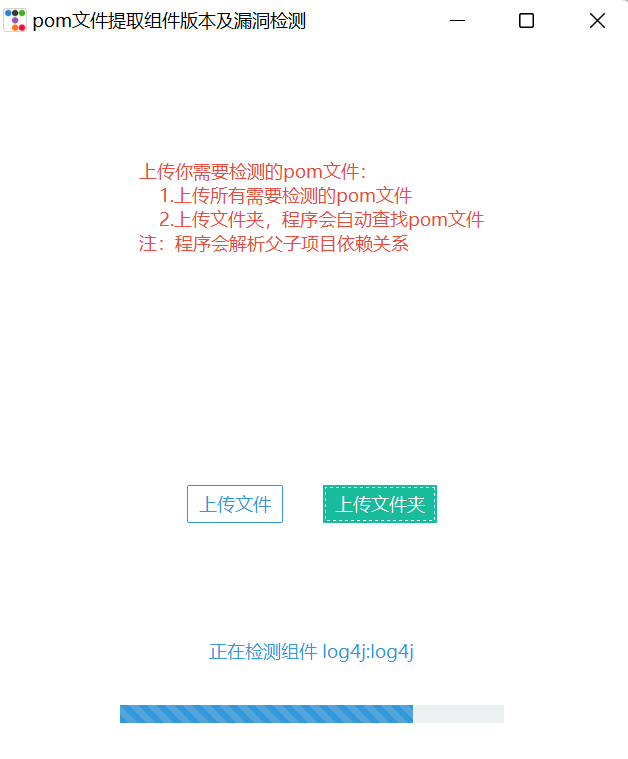 pom文件提取组件版本及漏洞检测
上传你需要检测的pom文件：
1.上传所有需要检测的pom文件
2.上传文件夹，程序会自动查找pom文件
注：程序会解析父子项目依赖关系
上传文件 上传文件夹
正在检测组件 log4j:log4j